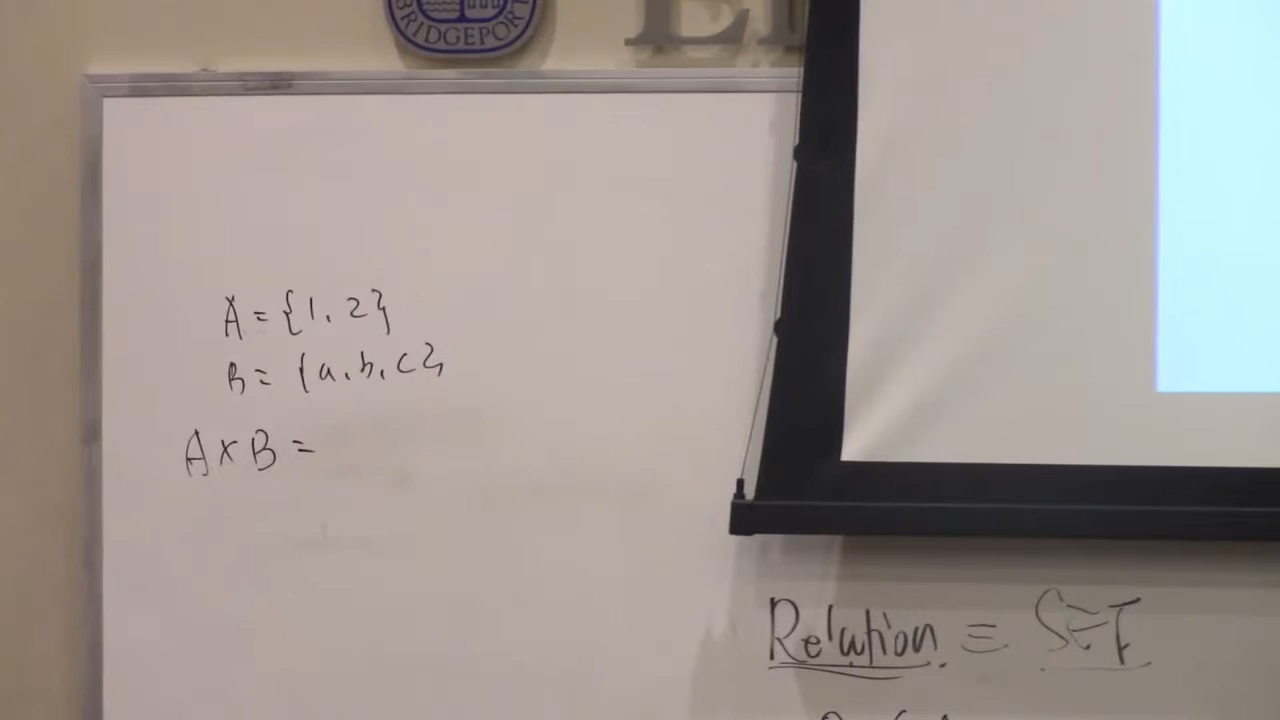 BRIDGEPORT
A = {1, 2}
B = {a, b, c}
A × B =
Relation ≡ SET